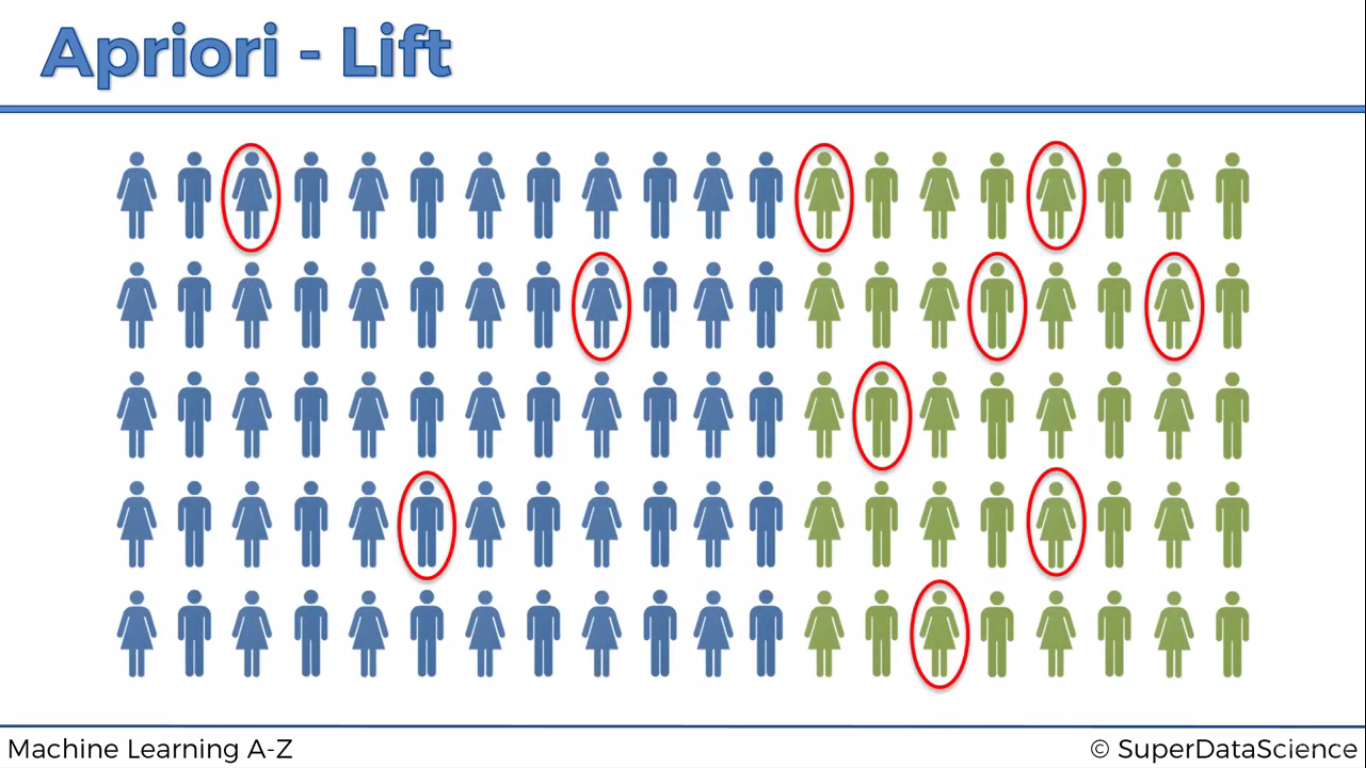 Apriori - Lift
Machine Learning A-Z
© SuperDataScience